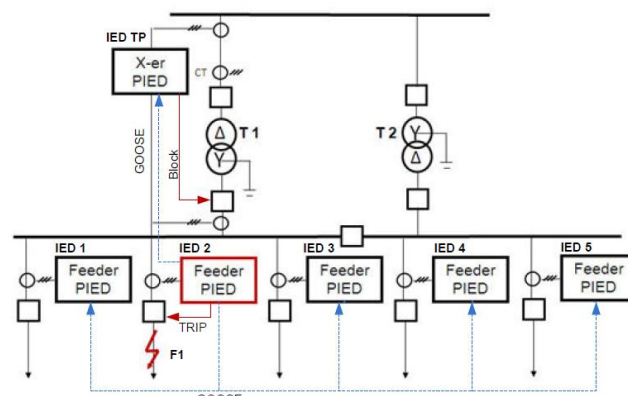 IED TP
X-er
PIED
CT
T 1
T 2
Δ
Y
Y
Δ
GOOSE
Block
IED 1
IED 2
IED 3
IED 4
IED 5
Feeder
PIED
Feeder
PIED
Feeder
PIED
Feeder
PIED
Feeder
PIED
TRIP
F1
GOOSE